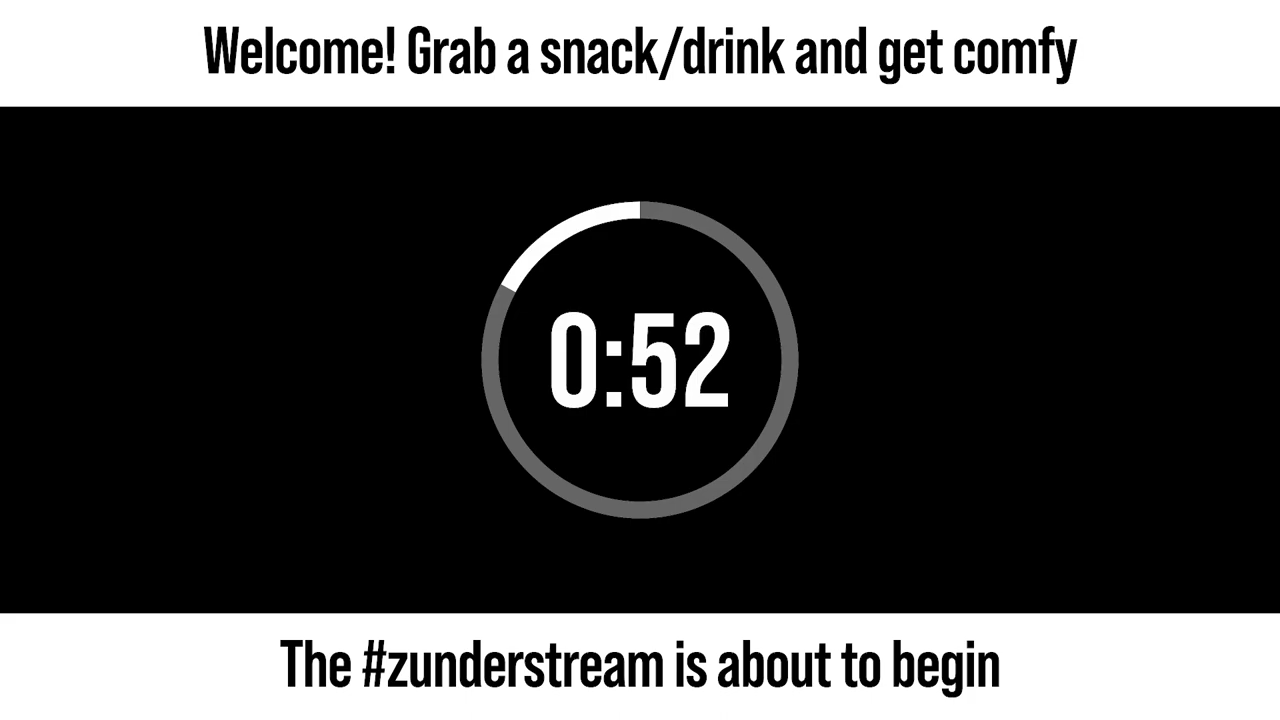 Welcome! Grab a snack/drink and get comfy
0:52
The #zunderstream is about to begin